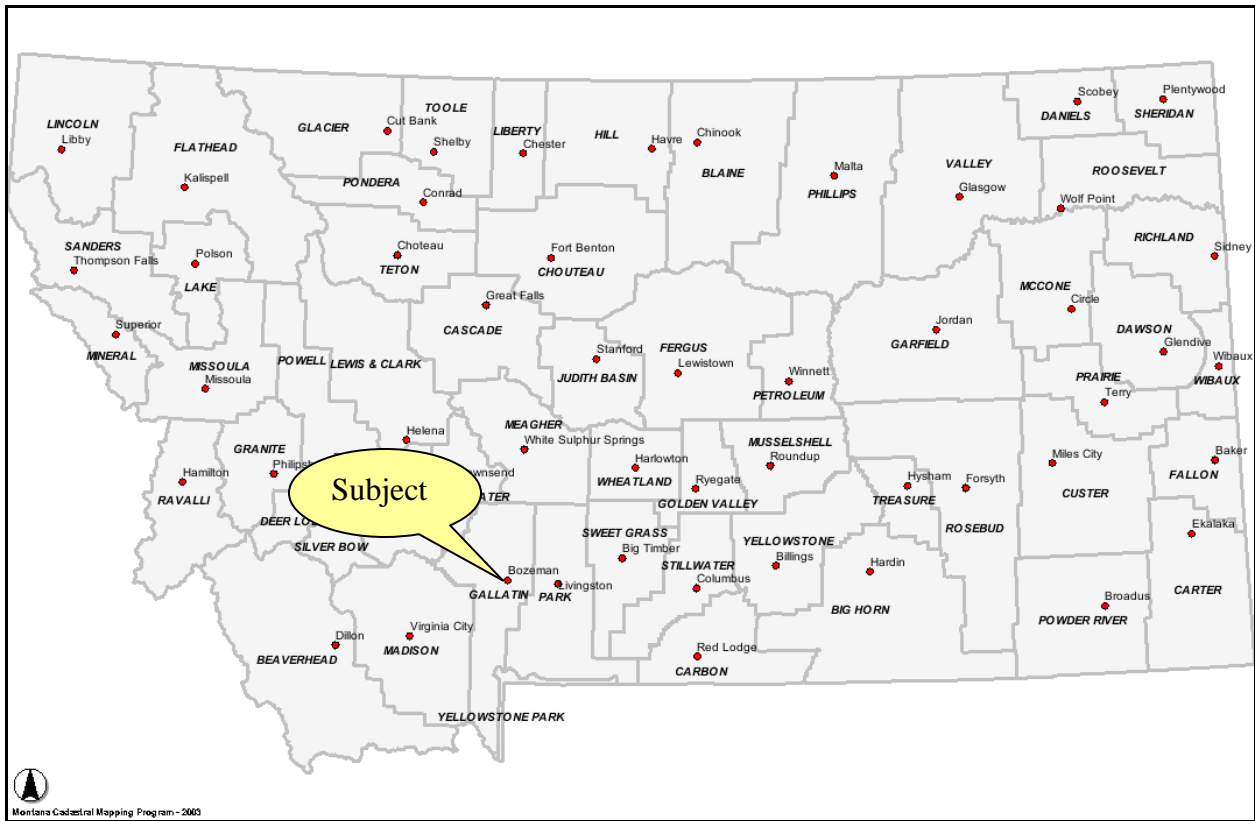 Scobey
Plentywood
DANIELS
SHERIDAN
TOOLE
Cut Bank
GLACIER
LIBERTY
HILL
Shelby
Chester
Havre
Chinook
LINCOLN
Libby
FLATHEAD
BLAINE
VALLEY
ROOSEVELT
Malta
PHILLIPS
Kalispell
PONDERA
Conrad
Glasgow
Wolf Point
SANDERS
Thompson Falls
Polson
LAKE
Choteau
TETON
Fort Benton
CHOUTEAU
RICHLAND
Sidney
MCCONE
Circle
Great Falls
CASCADE
Superior
MINERAL
Jordan
GARFIELD
DAWSON
Glendive
Wibaux
WIBAUX
MISSOULA
Missoula
POWELL
LEWIS & CLARK
Stanford
JUDITH BASIN
FERGUS
Lewistown
Winnett
PETROLEUM
PRAIRIE
Terry
Helena
MEAGHER
White Sulphur Springs
GRANITE
Philips
Hamilton
RAVALLI
Subject
wnsend
ATER
Harlowton
WHEATLAND
Ryegate
GOLDEN VALLEY
MUSSELSHELL
Roundup
Hysham
TREASURE
Forsyth
ROSEBUD
Miles City
CUSTER
Baker
FALLON
DEER LO
SILVER BOW
SWEET GRASS
Big Timber
STILLWATER
Columbus
YELLOWSTONE
Billings
Hardin
BIG HORN
Ekalaka
CARTER
Bozeman
GALLATIN
Livingston
PARK
Broadus
POWDER RIVER
Dillon
BEAVERHEAD
Virginia City
MADISON
Red Lodge
CARBON
YELLOWSTONE PARK
Montana Cadastral Mapping Program - 2003